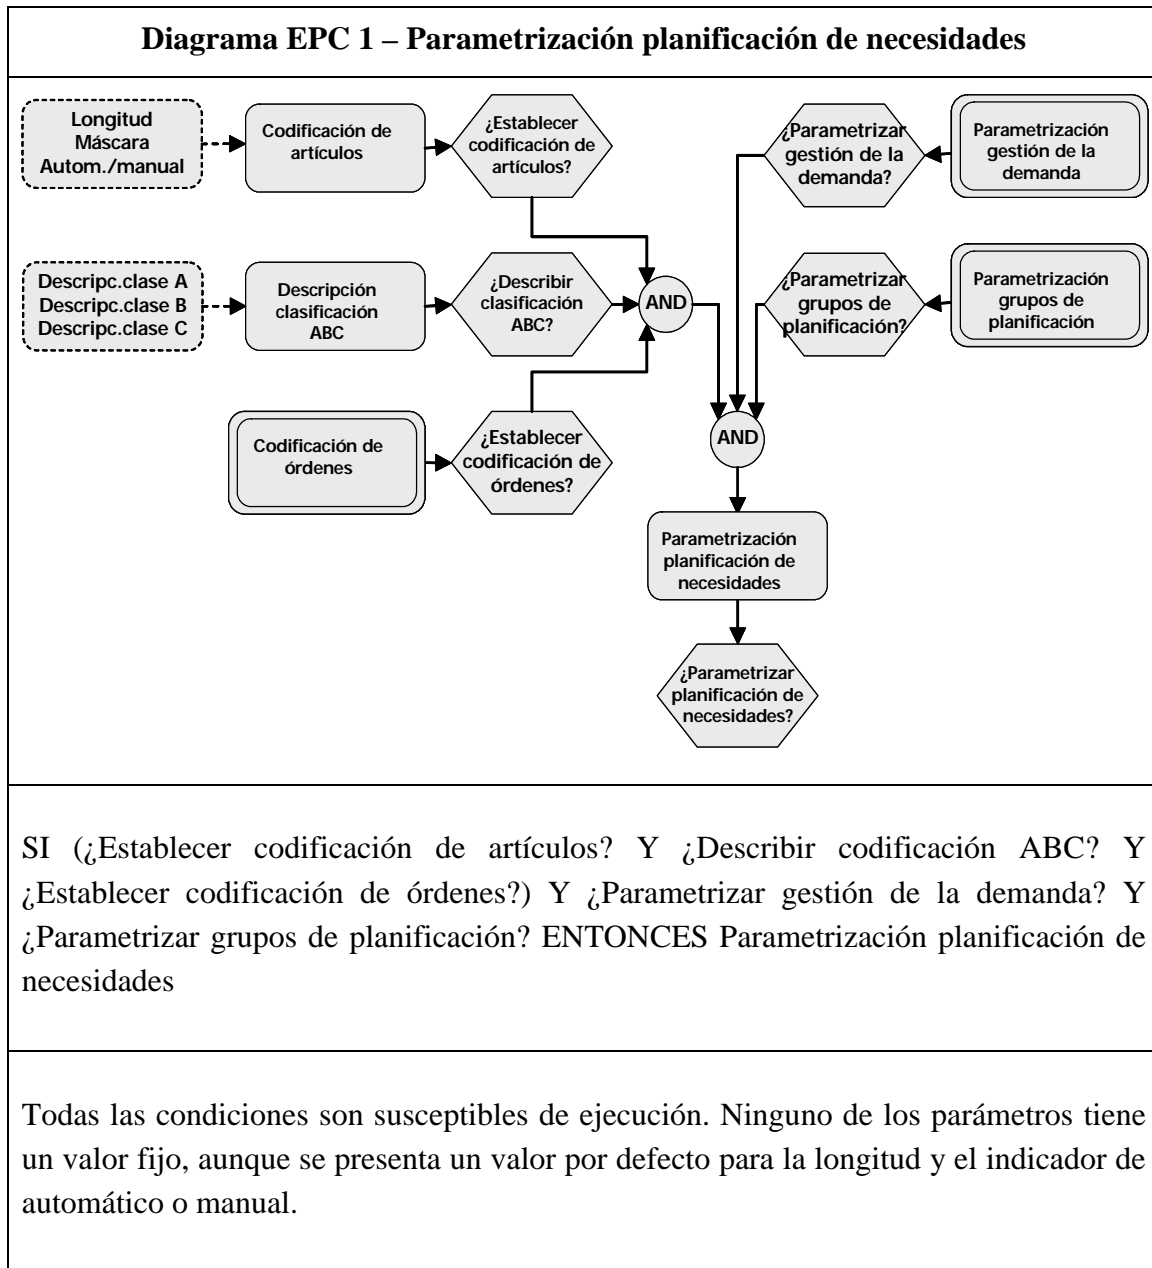 Diagrama EPC 1 – Parametrización planificación de necesidades
Longitud
Máscara
Autom./manual
Codificación de
artículos
¿Establecer
codificación de
artículos?
¿Parametrizar
gestión de la
demanda?
Parametrización
gestión de la
demanda
Descripc.clase A
Descripc.clase B
Descripc.clase C
Descripción
clasificación
ABC
¿Describir
clasificación
ABC?
AND
¿Parametrizar
grupos de
planificación?
Parametrización
grupos de
planificación
Codificación de
órdenes
¿Establecer
codificación de
órdenes?
AND
Parametrización
planificación de
necesidades
¿Parametrizar
planificación de
necesidades?
SI (¿Establecer codificación de artículos? Y ¿Describir codificación ABC? Y
¿Establecer codificación de órdenes?) Y ¿Parametrizar gestión de la demanda? Y
¿Parametrizar grupos de planificación? ENTONCES Parametrización planificación de
necesidades
Todas las condiciones son susceptibles de ejecución. Ninguno de los parámetros tiene
un valor fijo, aunque se presenta un valor por defecto para la longitud y el indicador de
automático o manual.